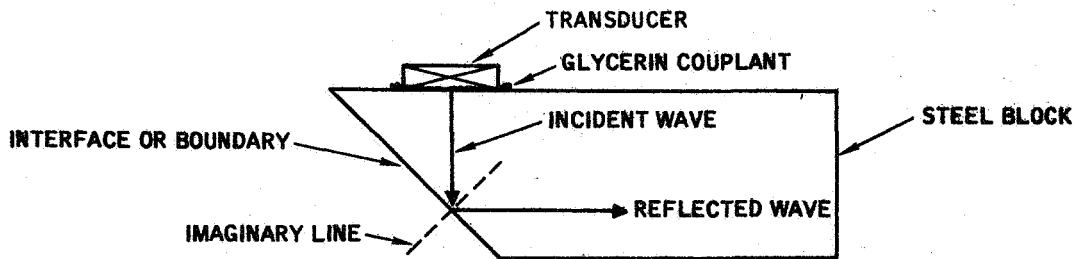 TRANSDUCER
GLYCERIN COUPLANT
INCIDENT WAVE
STEEL BLOCK
INTERFACE OR BOUNDARY
REFLECTED WAVE
IMAGINARY LINE